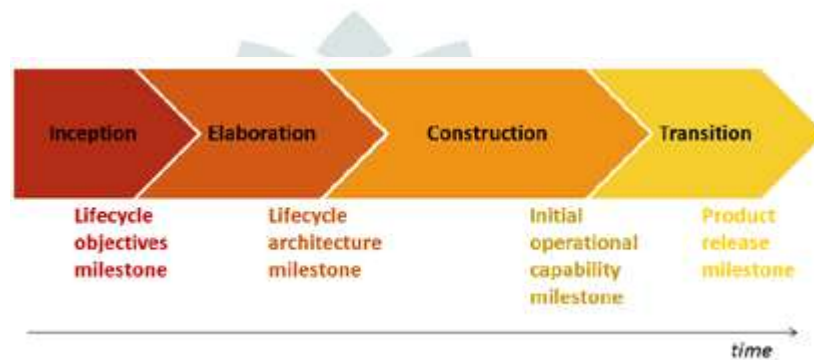 Inception
Elaboration
Construction
Transition
Lifecycle
objectives
milestone
Lifecycle
architecture
milestone
Initial
operational
capability
milestone
Product
release
milestone
time